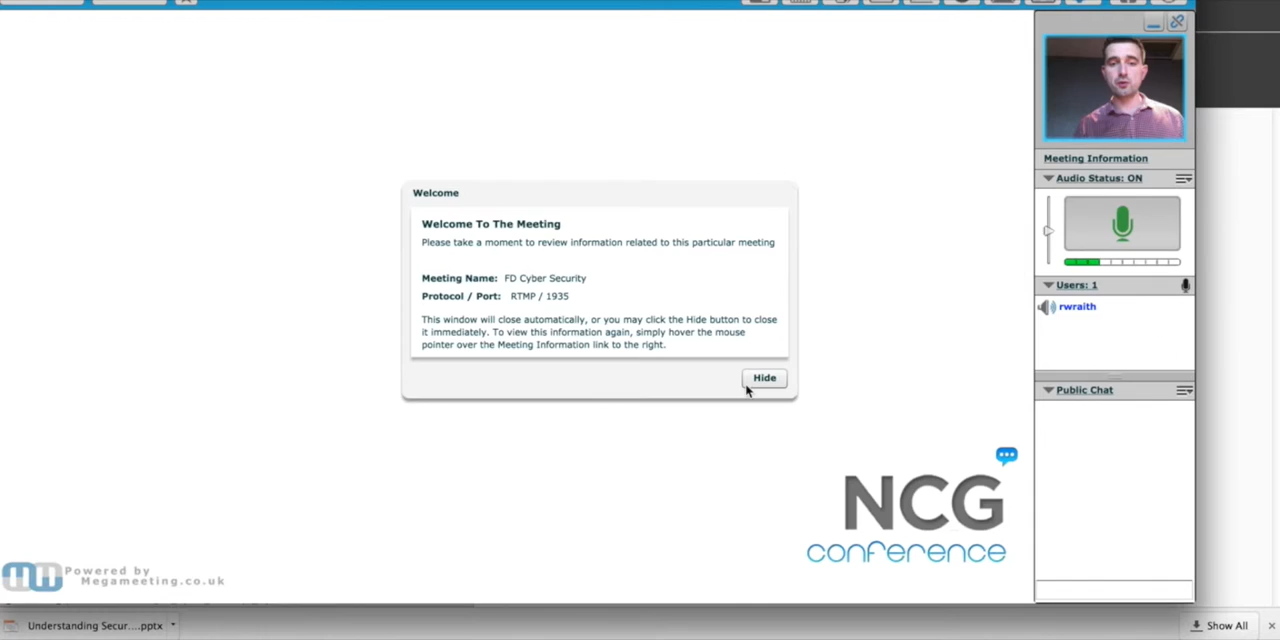 Welcome
Welcome To The Meeting
Please take a moment to review information related to this particular meeting
Meeting Name: FD Cyber Security
Protocol / Port: RTMP / 1935
This window will close automatically, or you may click the Hide button to close
it immediately. To view this information again, simply hover the mouse
pointer over the Meeting Information link to the right.
Hide
Meeting Information
Audio Status: ON
Users: 1
rwraith
Public Chat
NCG
conference
Powered by
Megameeting.co.uk
Understanding Secur....pptx
Show All